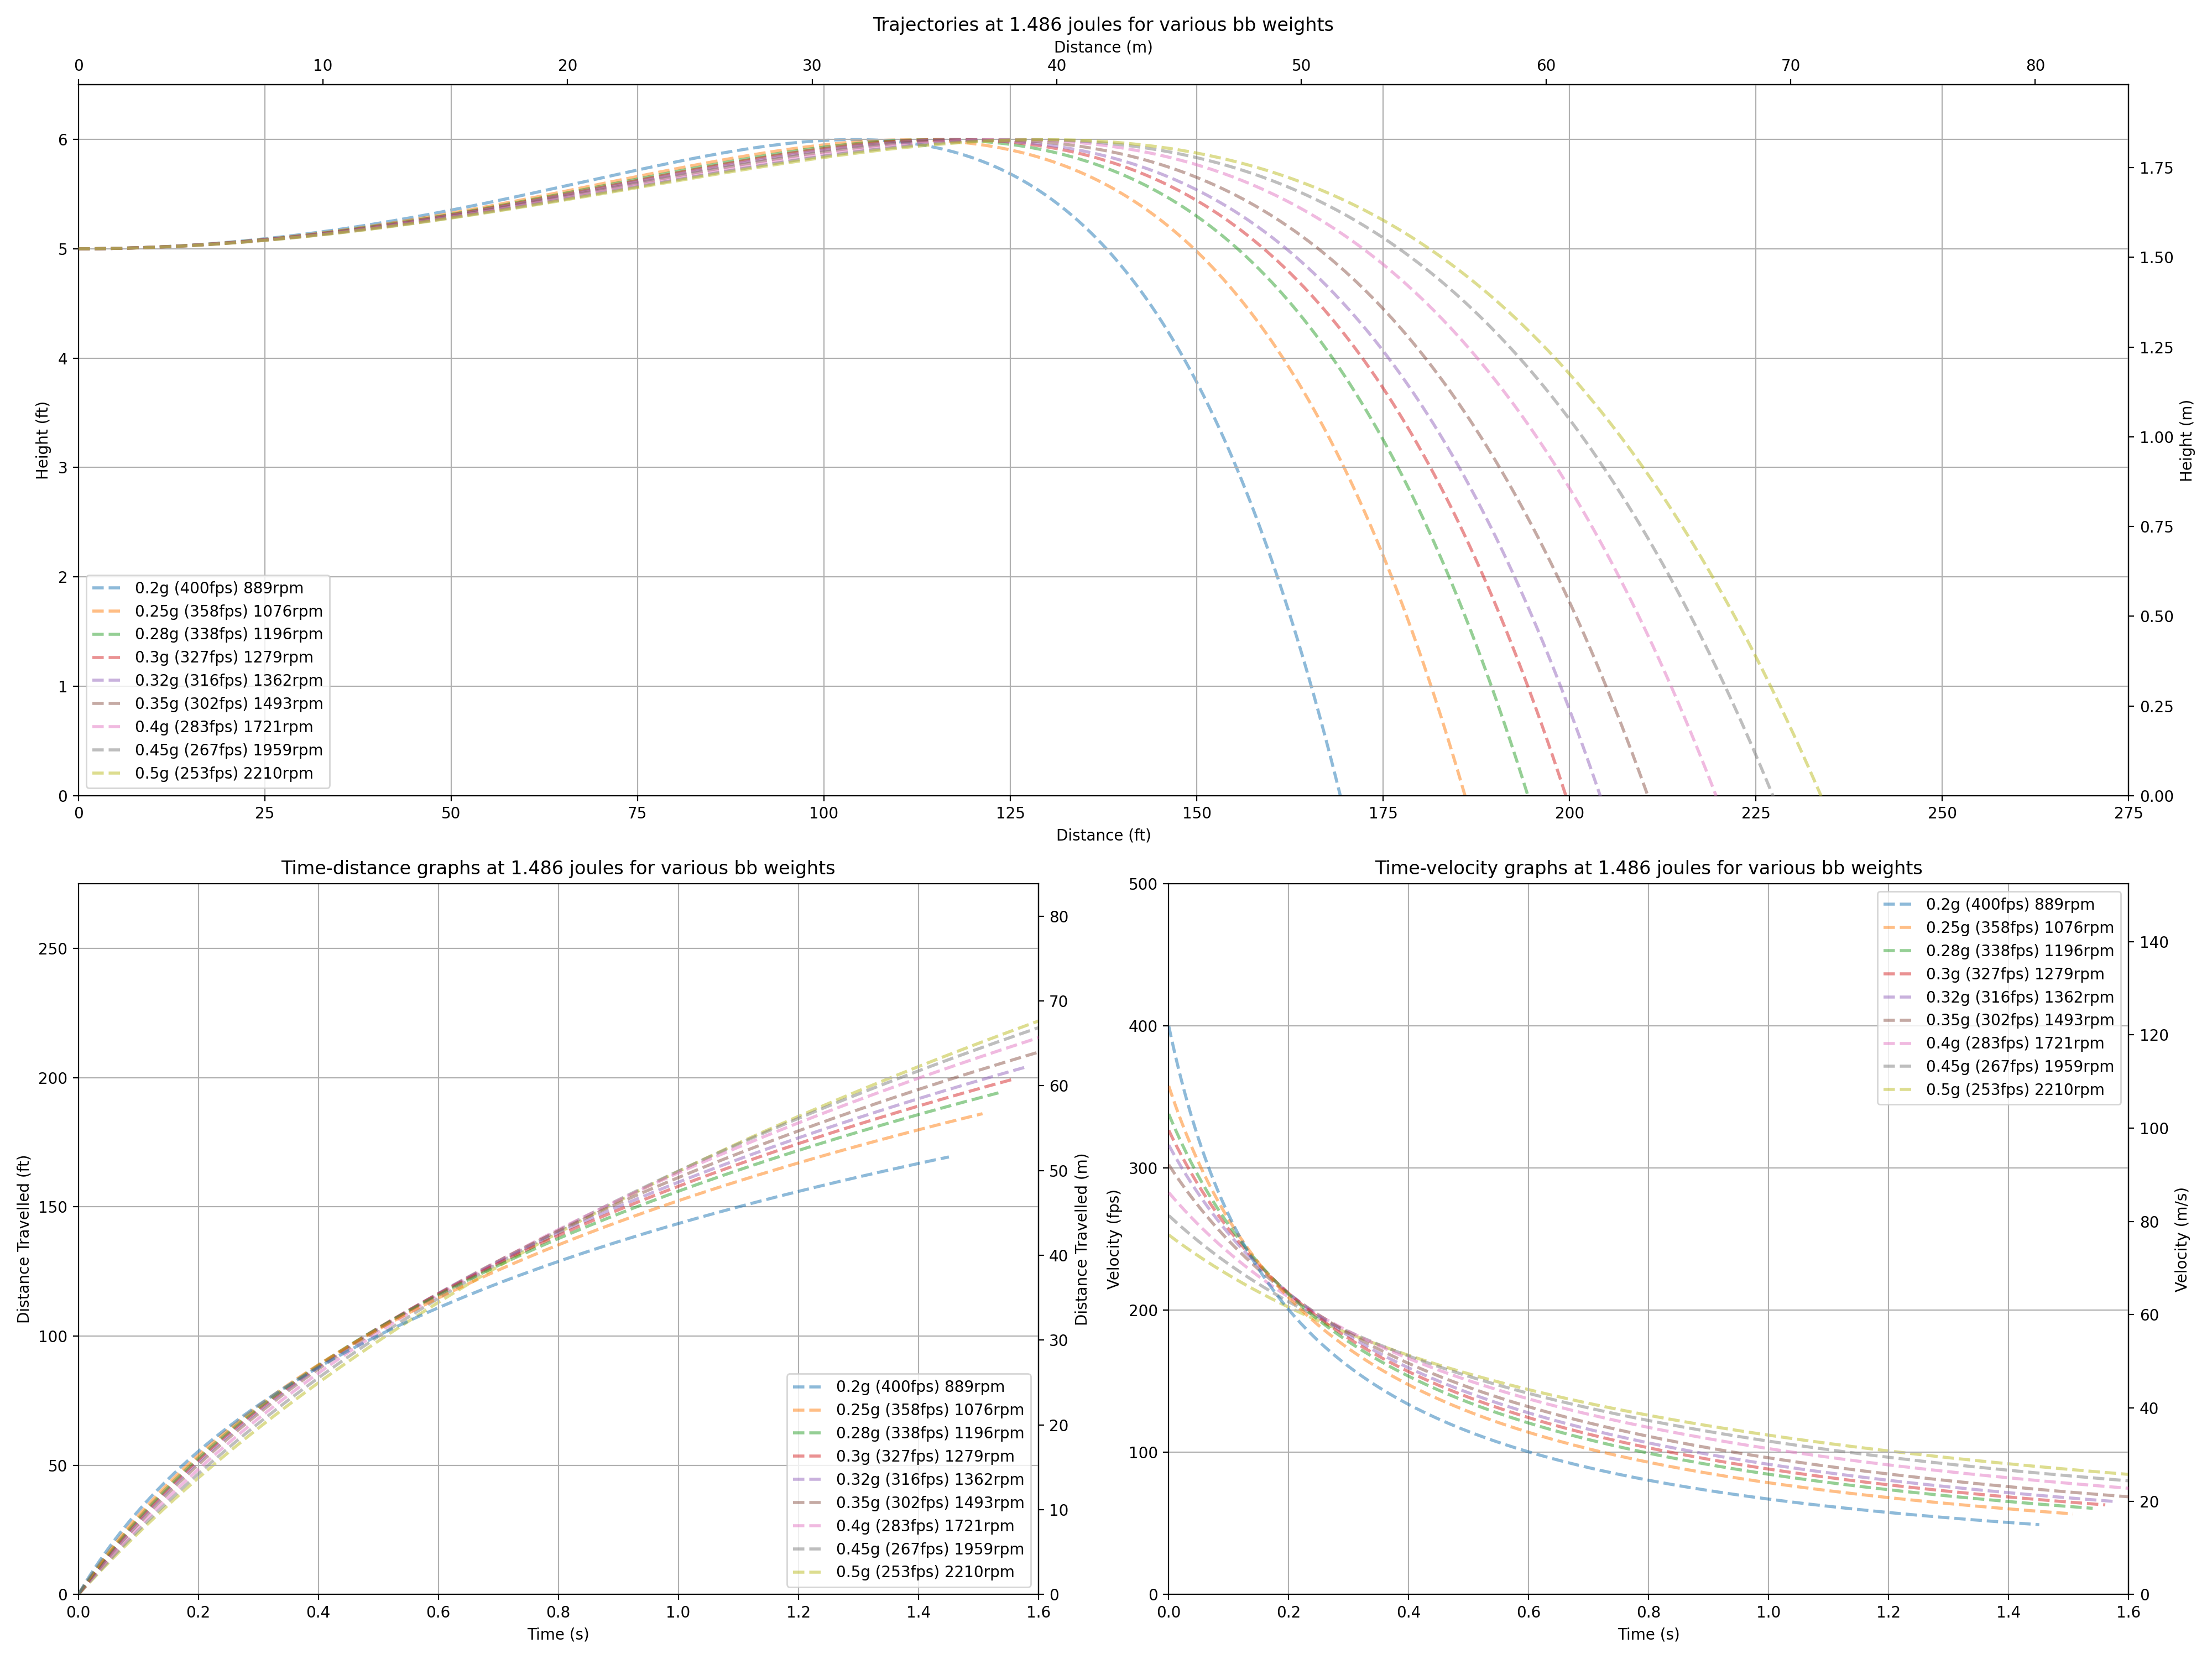 Trajectories at 1.486 joules for various bb weights
Distance (m)
0 10 20 30 40 50 60 70 80
6
5
4
3
2
1
0
Height (ft)
1.75
1.50
1.25
1.00
0.75
0.50
0.25
0.00
Height (m)
0.2g (400fps) 889rpm
0.25g (358fps) 1076rpm
0.28g (338fps) 1196rpm
0.3g (327fps) 1279rpm
0.32g (316fps) 1362rpm
0.35g (302fps) 1493rpm
0.4g (283fps) 1721rpm
0.45g (267fps) 1959rpm
0.5g (253fps) 2210rpm
0 25 50 75 100 125 150 175 200 225 250 275
Distance (ft)
Time-distance graphs at 1.486 joules for various bb weights
250
200
150
100
50
0
Distance Travelled (ft)
80
70
60
50
40
30
20
10
0
Distance Travelled (m)
0.2g (400fps) 889rpm
0.25g (358fps) 1076rpm
0.28g (338fps) 1196rpm
0.3g (327fps) 1279rpm
0.32g (316fps) 1362rpm
0.35g (302fps) 1493rpm
0.4g (283fps) 1721rpm
0.45g (267fps) 1959rpm
0.5g (253fps) 2210rpm
0.0 0.2 0.4 0.6 0.8 1.0 1.2 1.4 1.6
Time (s)
Time-velocity graphs at 1.486 joules for various bb weights
500
400
300
200
100
0
Velocity (fps)
140
120
100
80
60
40
20
0
Velocity (m/s)
0.2g (400fps) 889rpm
0.25g (358fps) 1076rpm
0.28g (338fps) 1196rpm
0.3g (327fps) 1279rpm
0.32g (316fps) 1362rpm
0.35g (302fps) 1493rpm
0.4g (283fps) 1721rpm
0.45g (267fps) 1959rpm
0.5g (253fps) 2210rpm
0.0 0.2 0.4 0.6 0.8 1.0 1.2 1.4 1.6
Time (s)